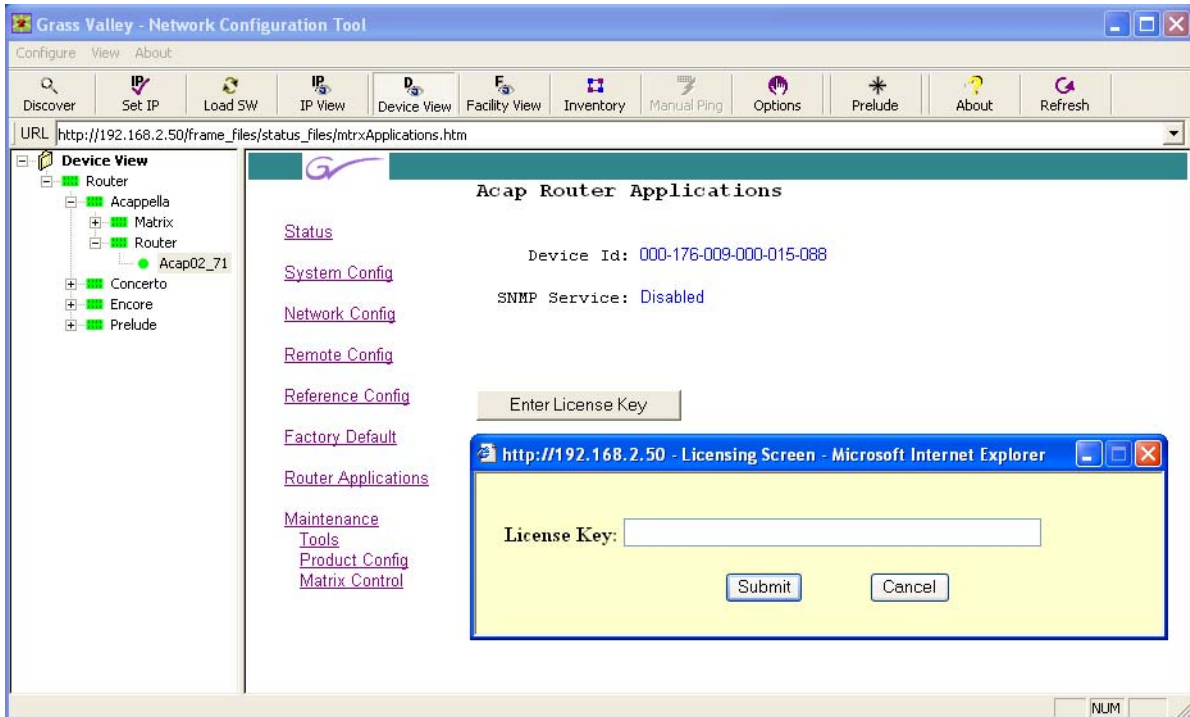 Grass Valley - Network Configuration Tool
Configure View About
Discover Set IP Load SW IP View Device View Facility View Inventory Manual Ping Options Prelude About Refresh
URL http://192.168.2.50/frame_files/status_files/mtrxApplications.htm
Device View
Router
Acappella
Matrix
Router
Acap02_71
Concerto
Encore
Prelude
Acap Router Applications
Status
System Config
Network Config
Remote Config
Reference Config
Factory Default
Router Applications
Maintenance
Tools
Product Config
Matrix Control
Device Id: 000-176-009-000-015-088
SNMP Service: Disabled
Enter License Key
http://192.168.2.50 - Licensing Screen - Microsoft Internet Explorer
License Key:
Submit Cancel
NUM